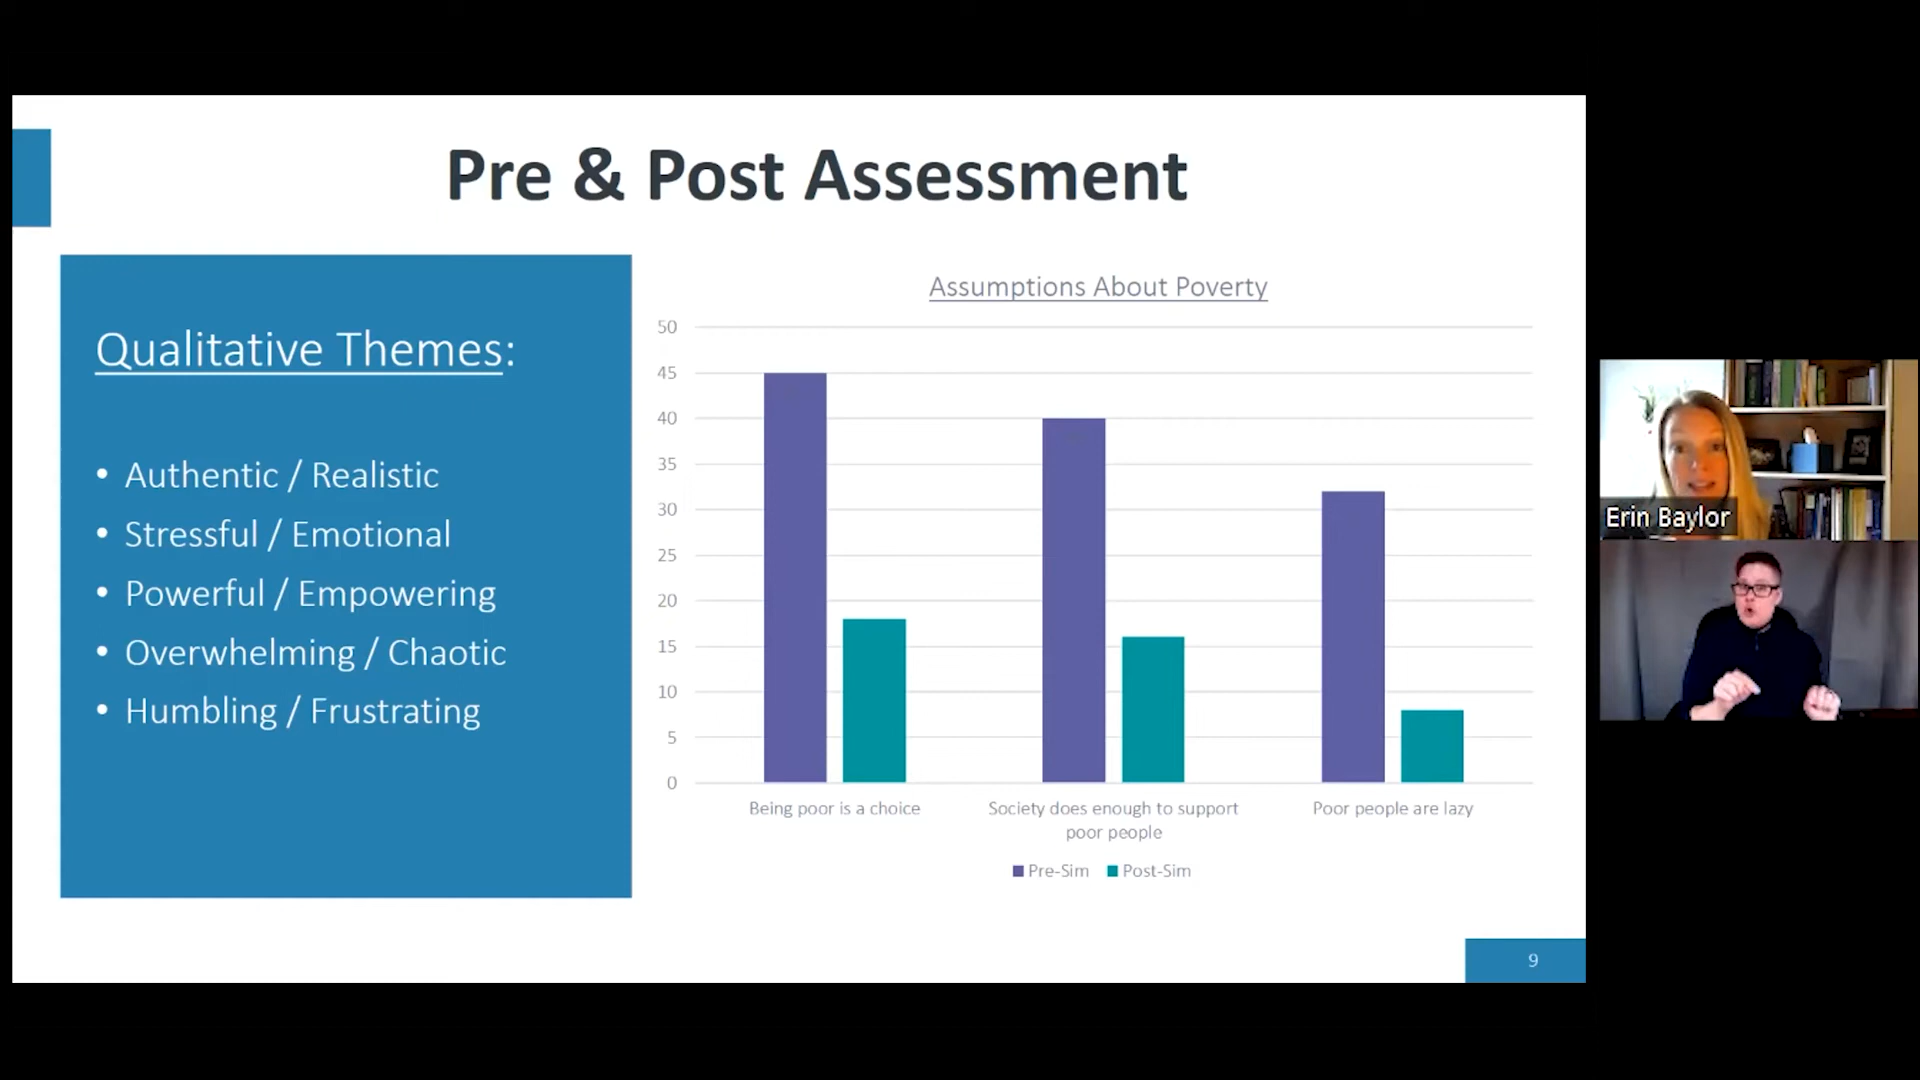 Pre & Post Assessment
Qualitative Themes:
• Authentic / Realistic
• Stressful / Emotional
• Powerful / Empowering
• Overwhelming / Chaotic
• Humbling / Frustrating
Assumptions About Poverty
50
45
40
35
30
25
20
15
10
5
0
Being poor is a choice
Society does enough to support
poor people
Poor people are lazy
Pre-Sim
Post-Sim
9
Erin Baylor